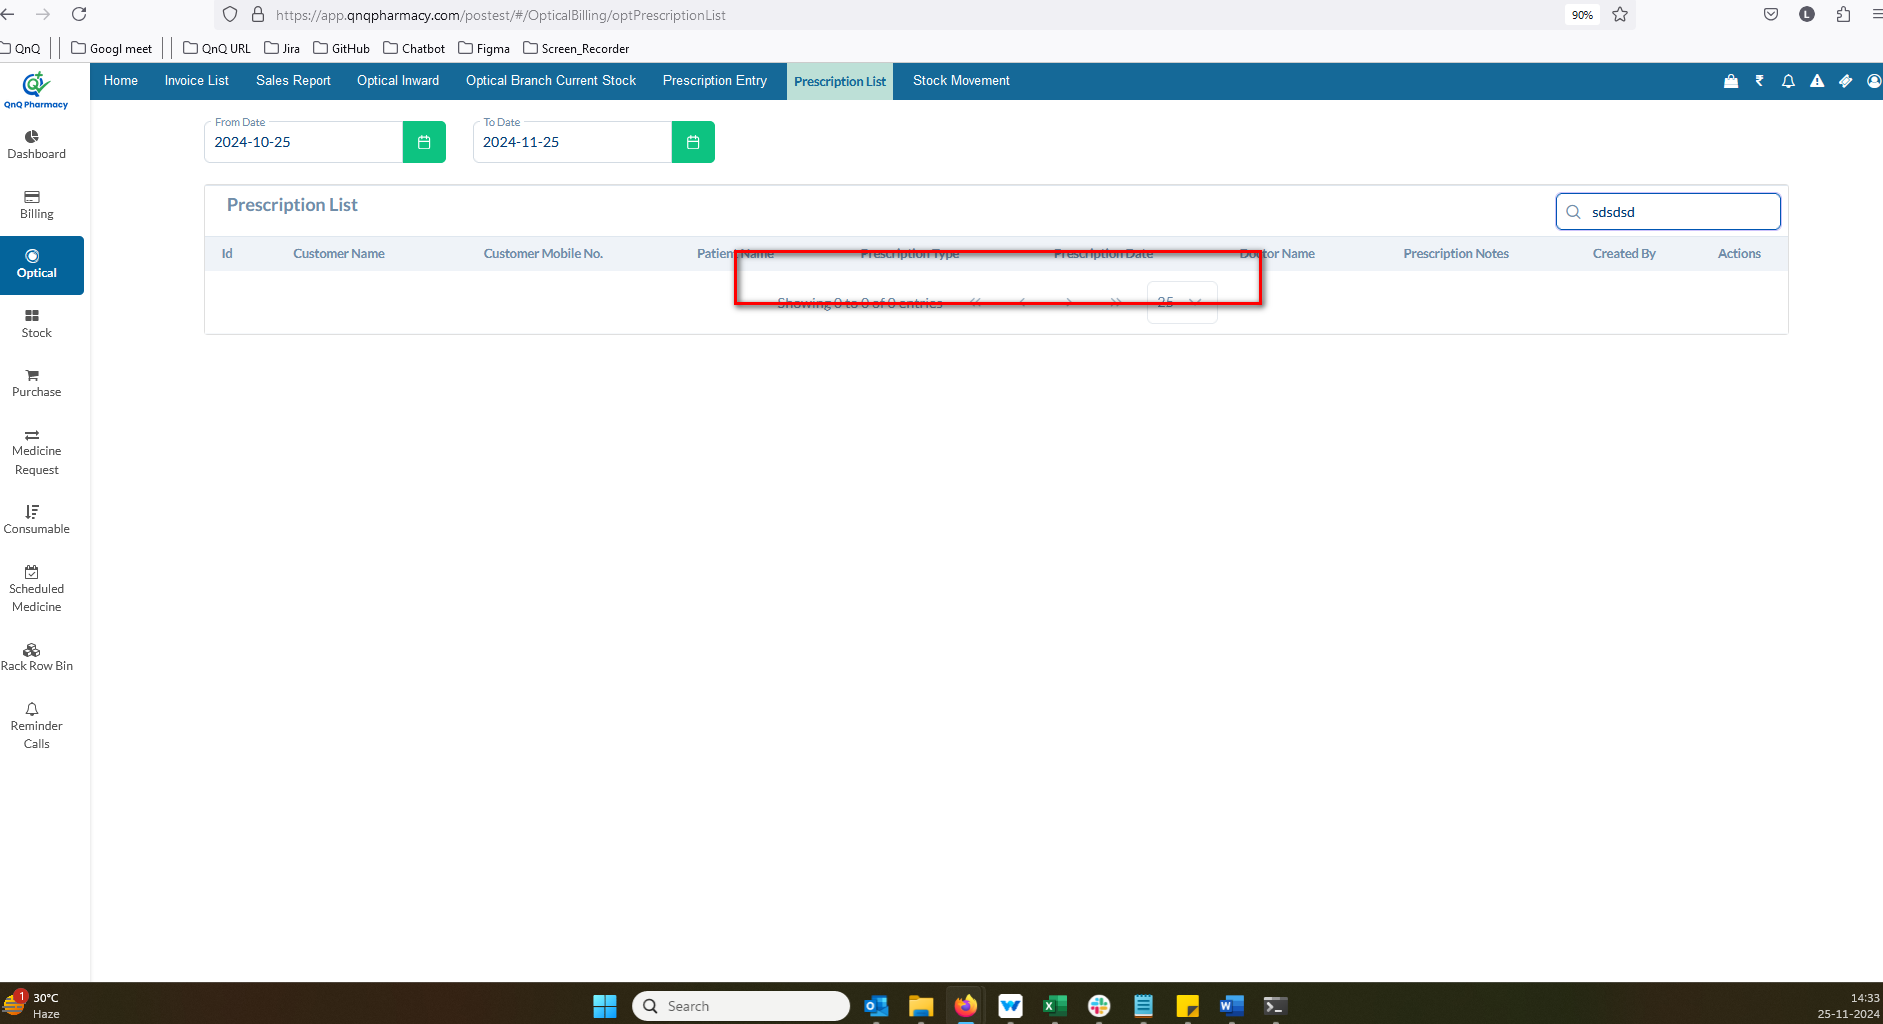 https://app.qnqpharmacy.com/postest/#/OpticalBilling/optPrescriptionList
90%
L
QnQ
Googl meet
QnQ URL
Jira
GitHub
Chatbot
Figma
Screen_Recorder
QnQ Pharmacy
Home
Invoice List
Sales Report
Optical Inward
Optical Branch Current Stock
Prescription Entry
Prescription List
Stock Movement
Dashboard
Billing
Optical
Stock
Purchase
Medicine
Request
Consumable
Scheduled
Medicine
Rack Row Bin
Reminder
Calls
From Date
2024-10-25
To Date
2024-11-25
Prescription List
sdsdsd
Id
Customer Name
Customer Mobile No.
Patient Name
Prescription Type
Prescription Date
Doctor Name
Prescription Notes
Created By
Actions
Showing 0 to 0 of 0 entries
25
1
30°C
Haze
Search
14:33
25-11-2024